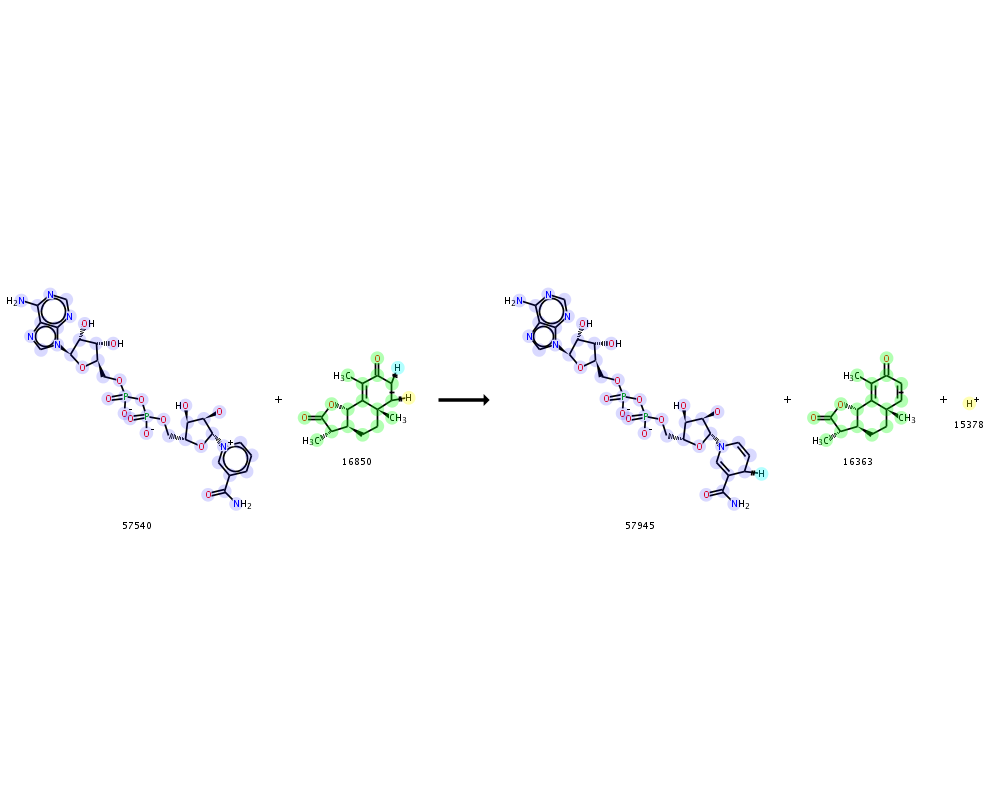 H₂N N N N N OH OH O O
O P O O⁻ O P O O⁻ HO O O N⁺ O NH₂
57540
+
O H H H₃C O O CH₃ H₃C
16850
H₂N N N N N OH OH O O
O P O O⁻ O P O O⁻ HO O O N H O NH₂
57945
+
O H₃C O O CH₃ H₃C
16363
+
H⁺
15378